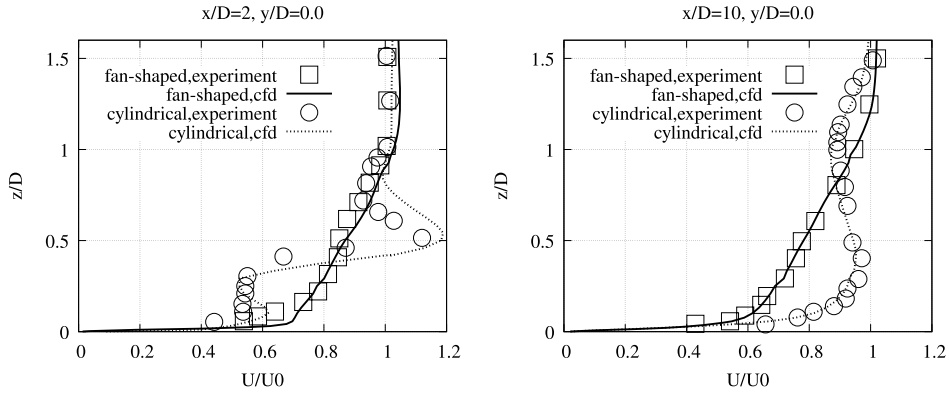 x/D=2, y/D=0.0
1.5
1
0.5
0
z/D
fan-shaped,experiment
fan-shaped,cfd
cylindrical,experiment
cylindrical,cfd
0 0.2 0.4 0.6 0.8 1 1.2
U/U0
x/D=10, y/D=0.0
1.5
1
0.5
0
z/D
fan-shaped,experiment
fan-shaped,cfd
cylindrical,experiment
cylindrical,cfd
0 0.2 0.4 0.6 0.8 1 1.2
U/U0